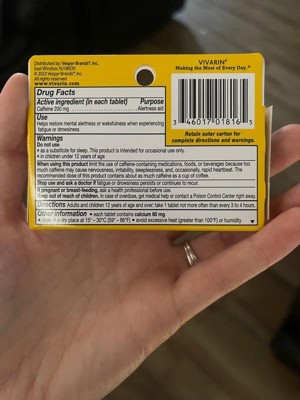 Distributed by: Vesper Brands®, Inc.
East Windsor, NJ 08520
© 2023 Vesper Brands®, Inc.
www.vivarin.com
VIVARIN®
Making the Most of Every Day.®
3 46017 01816 5
Retain outer carton for
complete directions and warnings.
Drug Facts
Active ingredient (in each tablet) Purpose
Caffeine 200 mg Alertness aid
Use
Helps restore mental alertness or wakefulness when experiencing
fatigue or drowsiness
Warnings
Do not use
• as a substitute for sleep. This product is intended for occasional use only.
• in children under 12 years of age
When using this product limit the use of caffeine-containing medications, foods, or beverages because too
much caffeine may cause nervousness, irritability, sleeplessness, and, occasionally, rapid heartbeat. The
recommended dose of this product contains about as much caffeine as a cup of coffee.
Stop use and ask a doctor if fatigue or drowsiness persists or continues to recur.
If pregnant or breast-feeding, ask a health professional before use.
Keep out of reach of children. In case of overdose, get medical help or contact a Poison Control Center right away.
Directions Adults and children 12 years of age and over: take 1 tablet not more often than every 3 to 4 hours.
Other information • each tablet contains calcium 60 mg
• store in a dry place at 15° - 30°C (59° - 86°F) • avoid excessive heat (greater than 100°F) or humidity